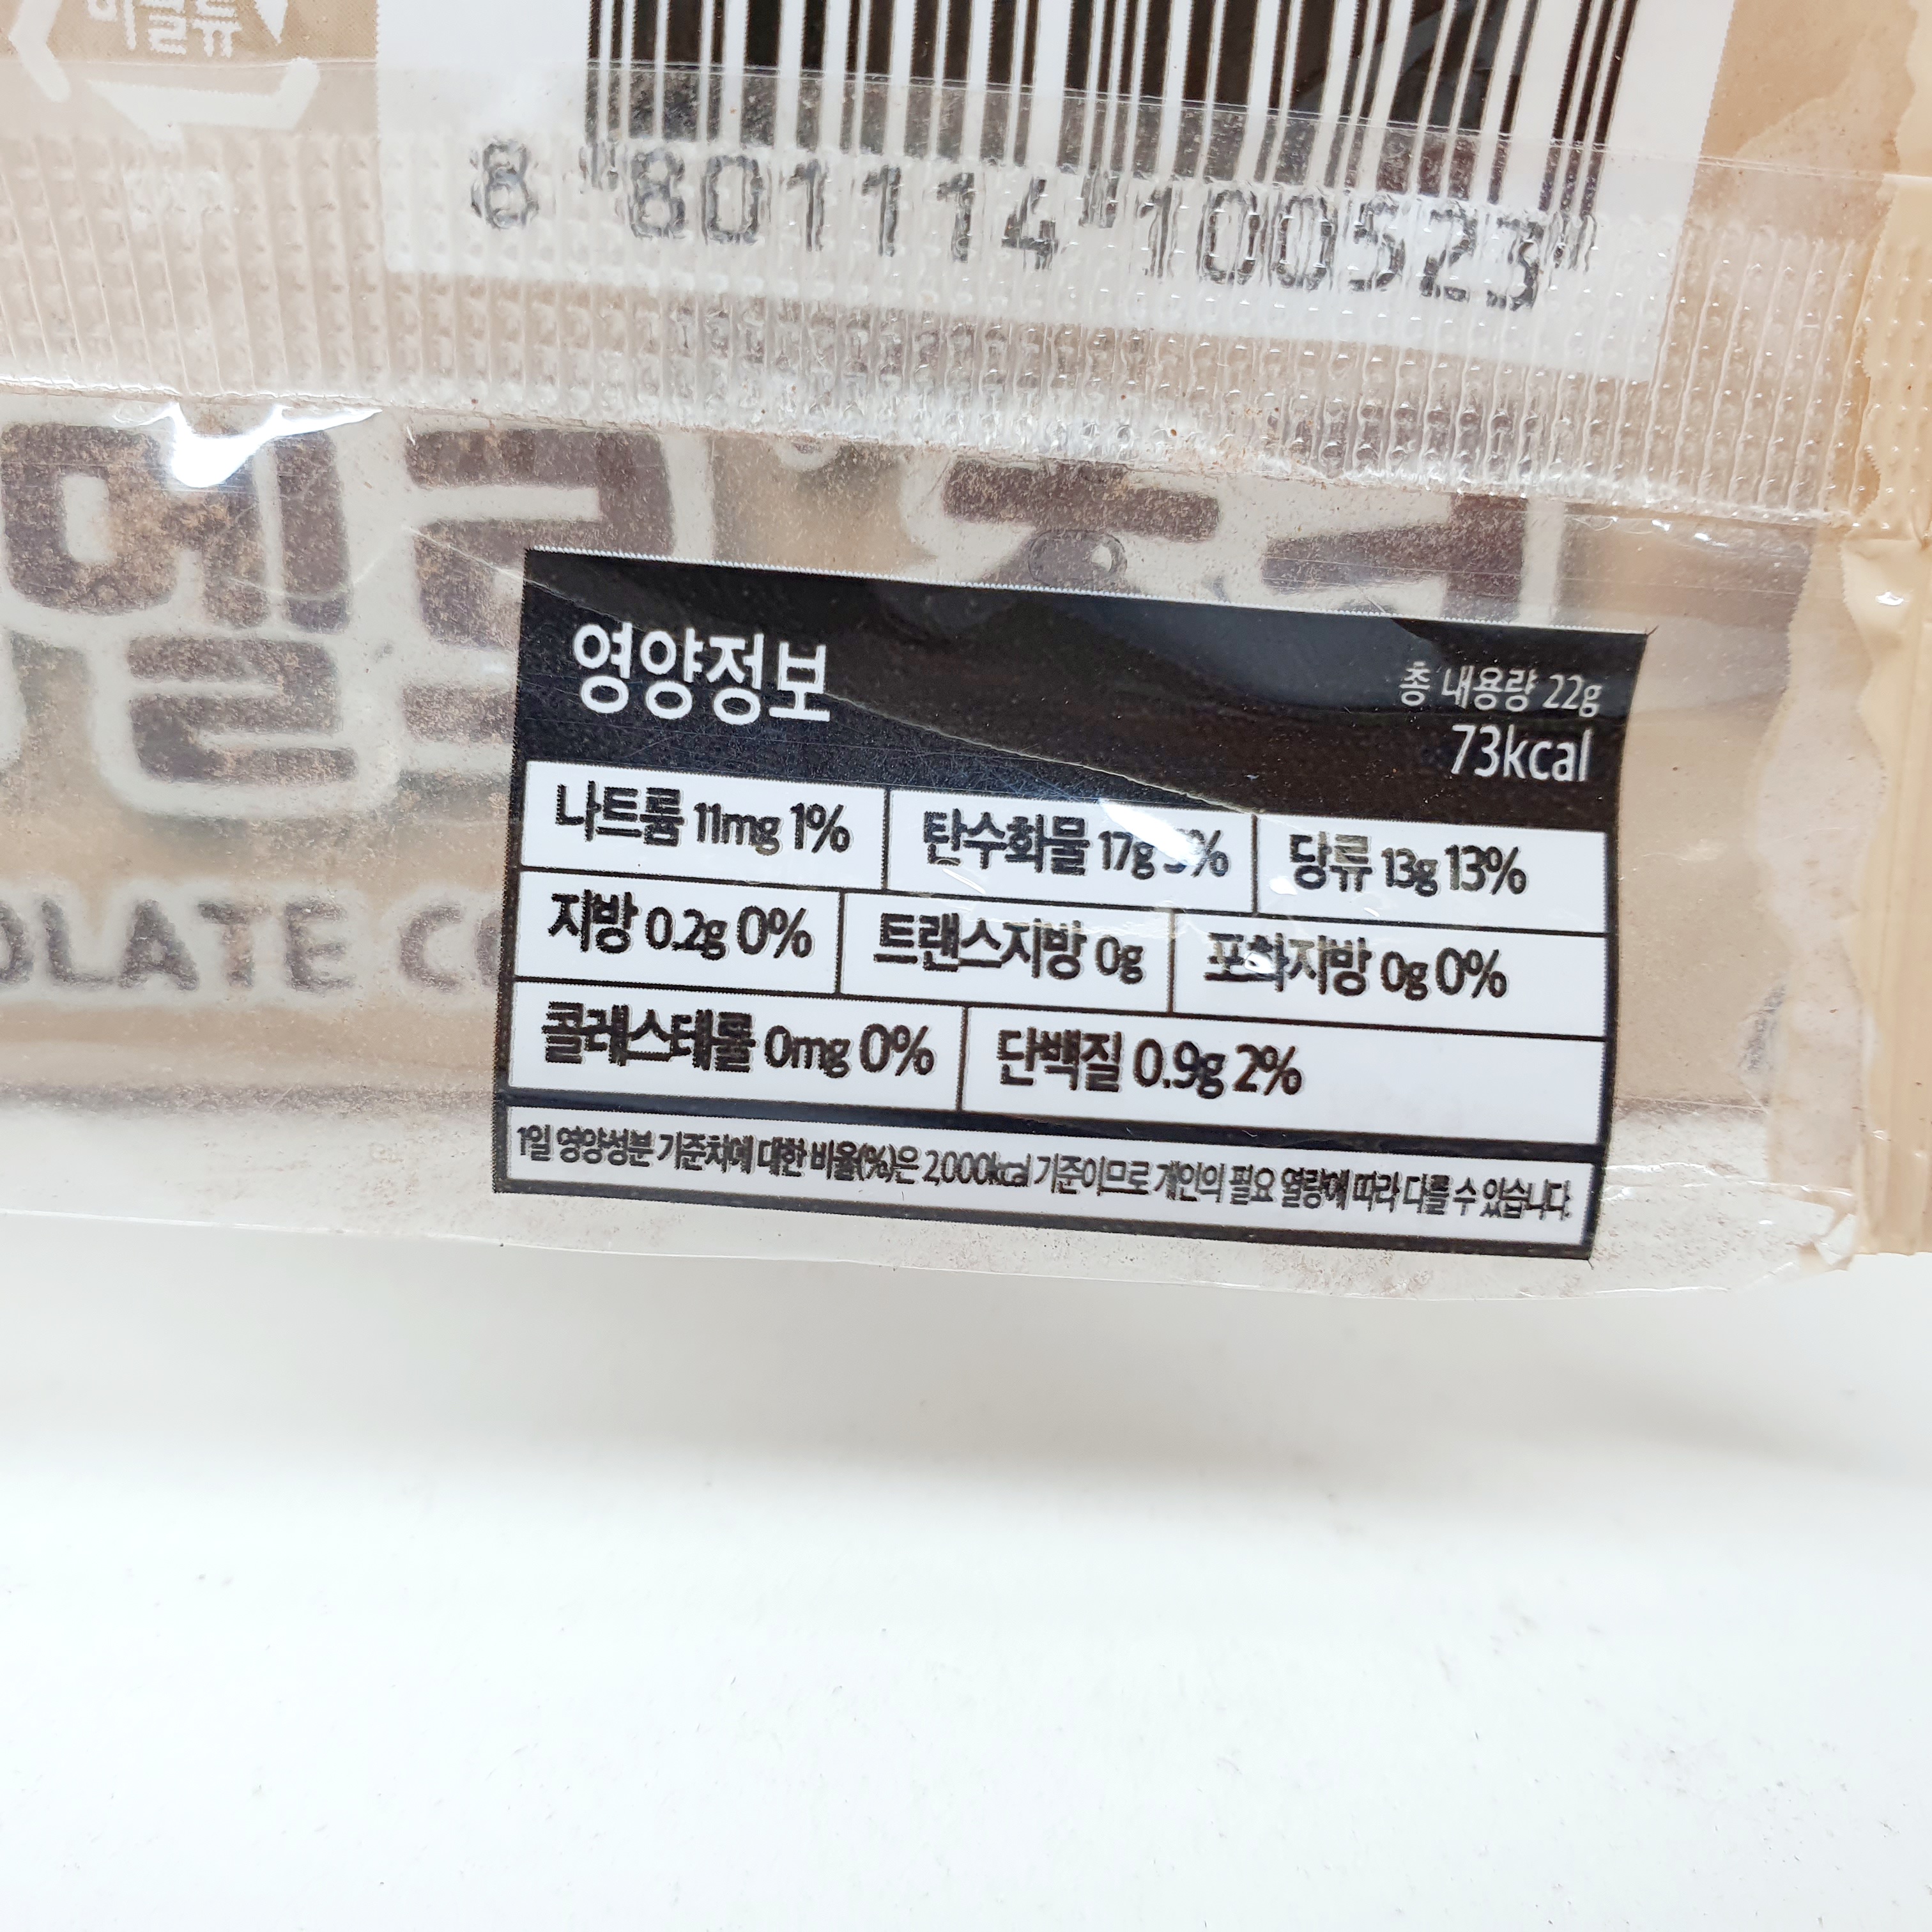 비닐류
8 801114 100523
영양정보
총 내용량 22g
73kcal
나트륨 11mg 1% 탄수화물 17g 5% 당류 13g 13%
지방 0.2g 0% 트랜스지방 0g 포화지방 0g 0%
콜레스테롤 0mg 0% 단백질 0.9g 2%
1일 영양성분 기준치에 대한 비율(%)은 2,000kcal 기준이므로 개인의 필요 열량에 따라 다를 수 있습니다.
OLATE